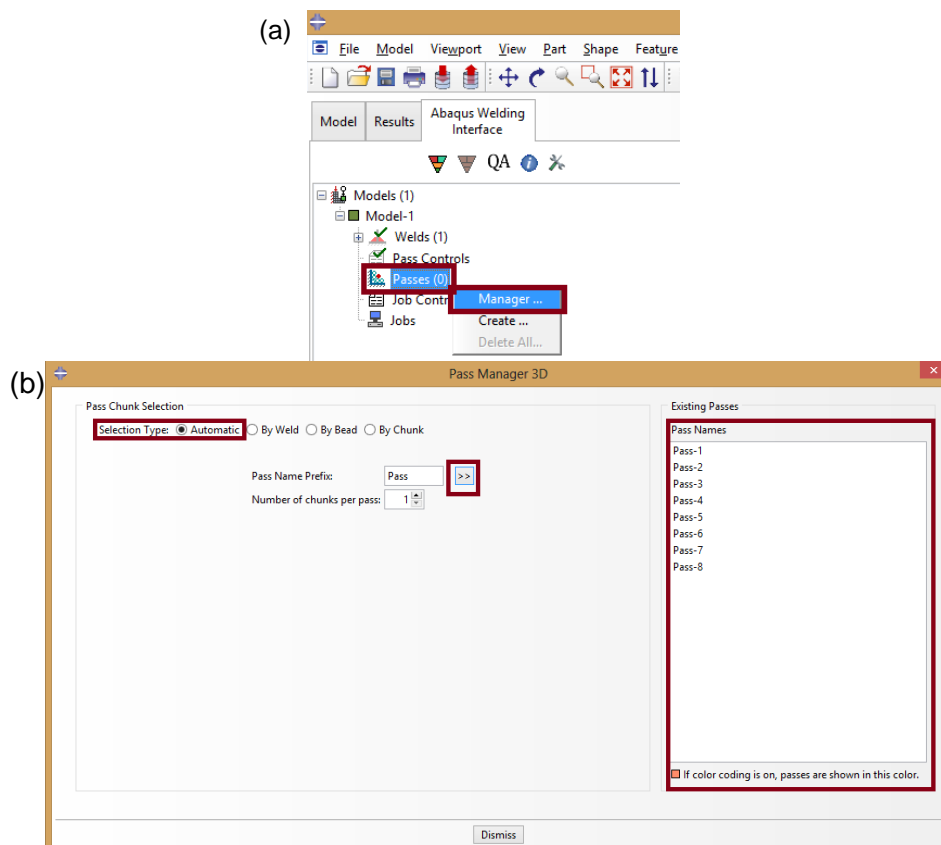 (a)
File Model Viewport View Part Shape Feature
Model Results Abaqus Welding Interface
QA
Models (1)
Model-1
Welds (1)
Pass Controls
Passes (0)
Job Contr
Manager ...
Jobs
Create ...
Delete All...
(b)
Pass Manager 3D
Pass Chunk Selection
Selection Type: Automatic By Weld By Bead By Chunk
Pass Name Prefix: Pass >>
Number of chunks per pass: 1
Existing Passes
Pass Names
Pass-1
Pass-2
Pass-3
Pass-4
Pass-5
Pass-6
Pass-7
Pass-8
If color coding is on, passes are shown in this color.
Dismiss